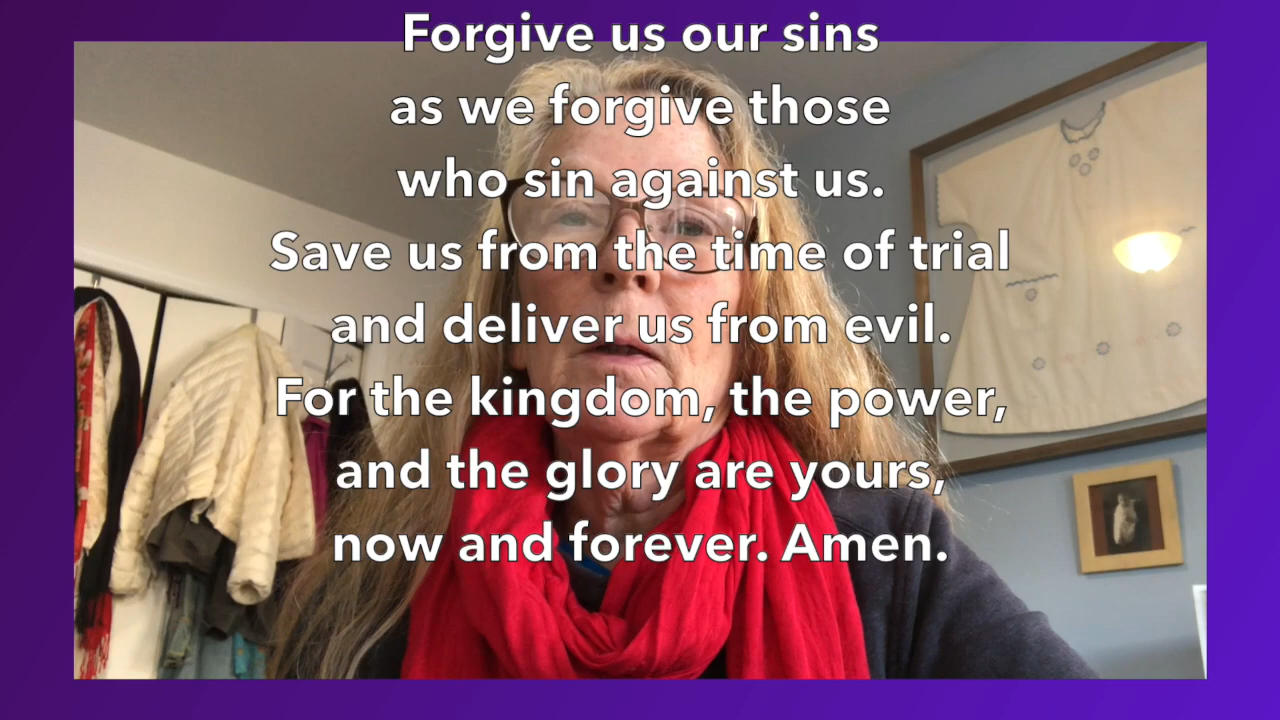 Forgive us our sins
as we forgive those
who sin against us.
Save us from the time of trial
and deliver us from evil.
For the kingdom, the power,
and the glory are yours,
now and forever. Amen.